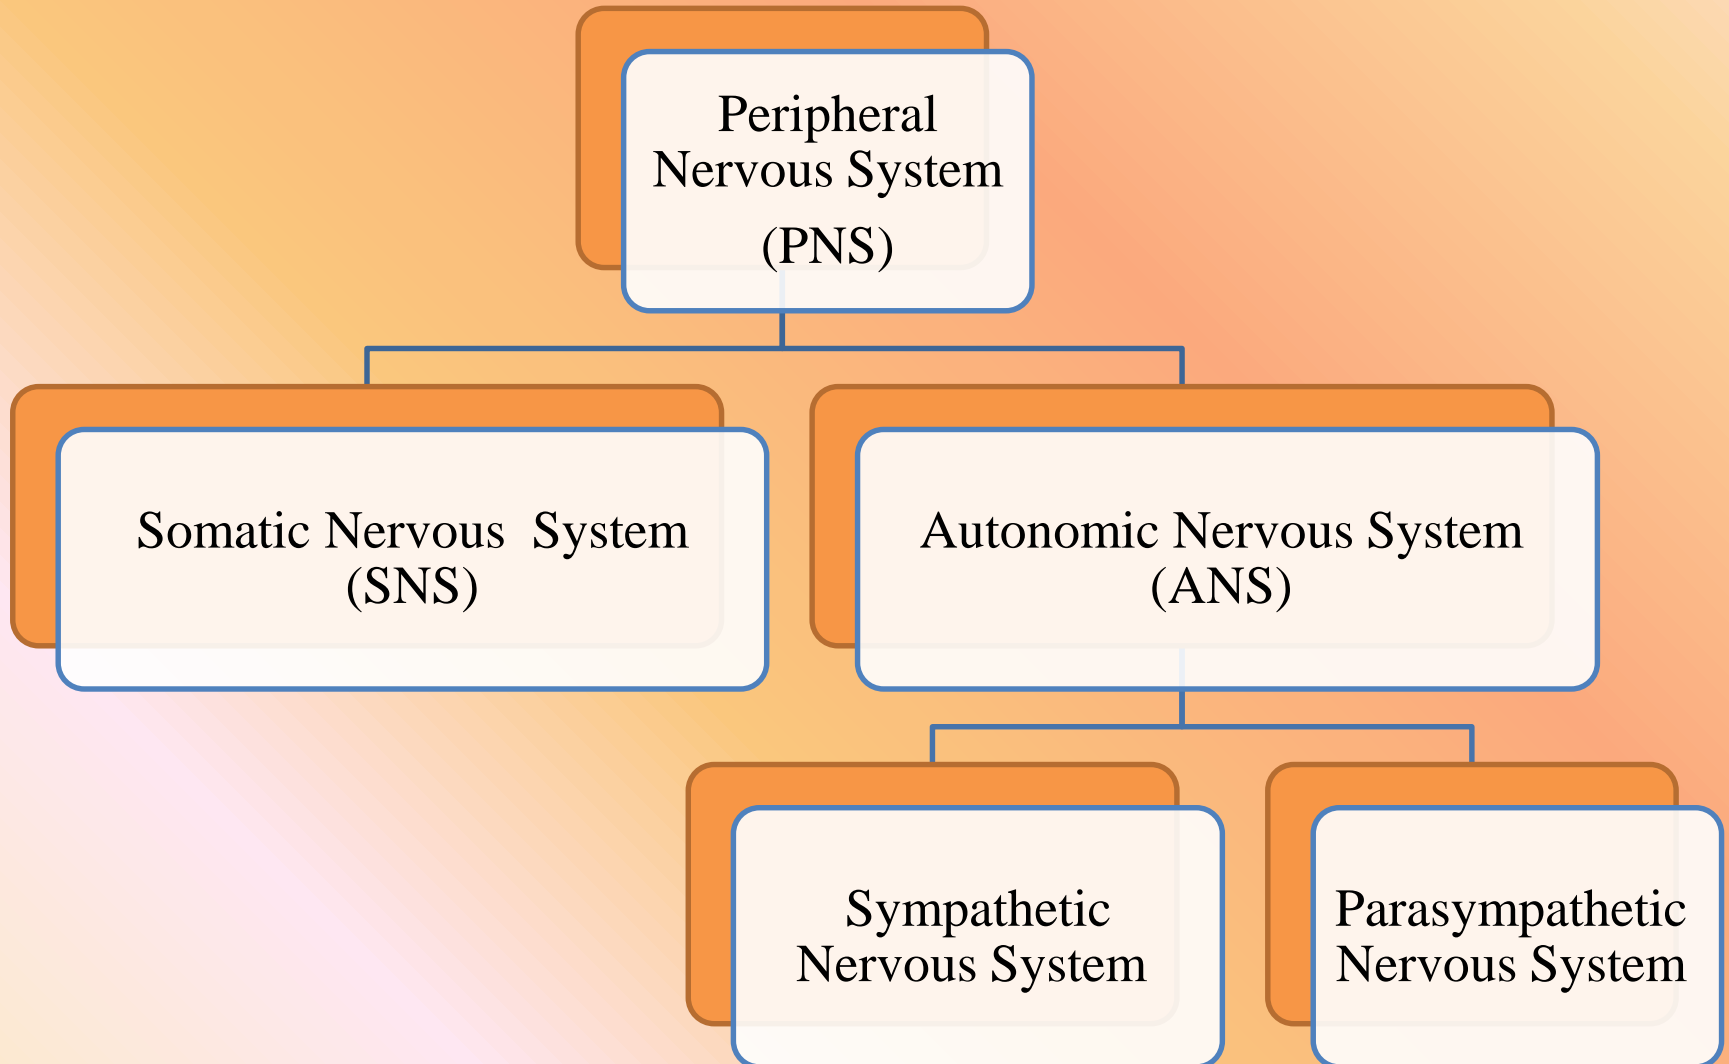 Peripheral
Nervous System
(PNS)
Somatic Nervous  System
(SNS)
Autonomic Nervous System
(ANS)
Sympathetic
Nervous System
Parasympathetic
Nervous System